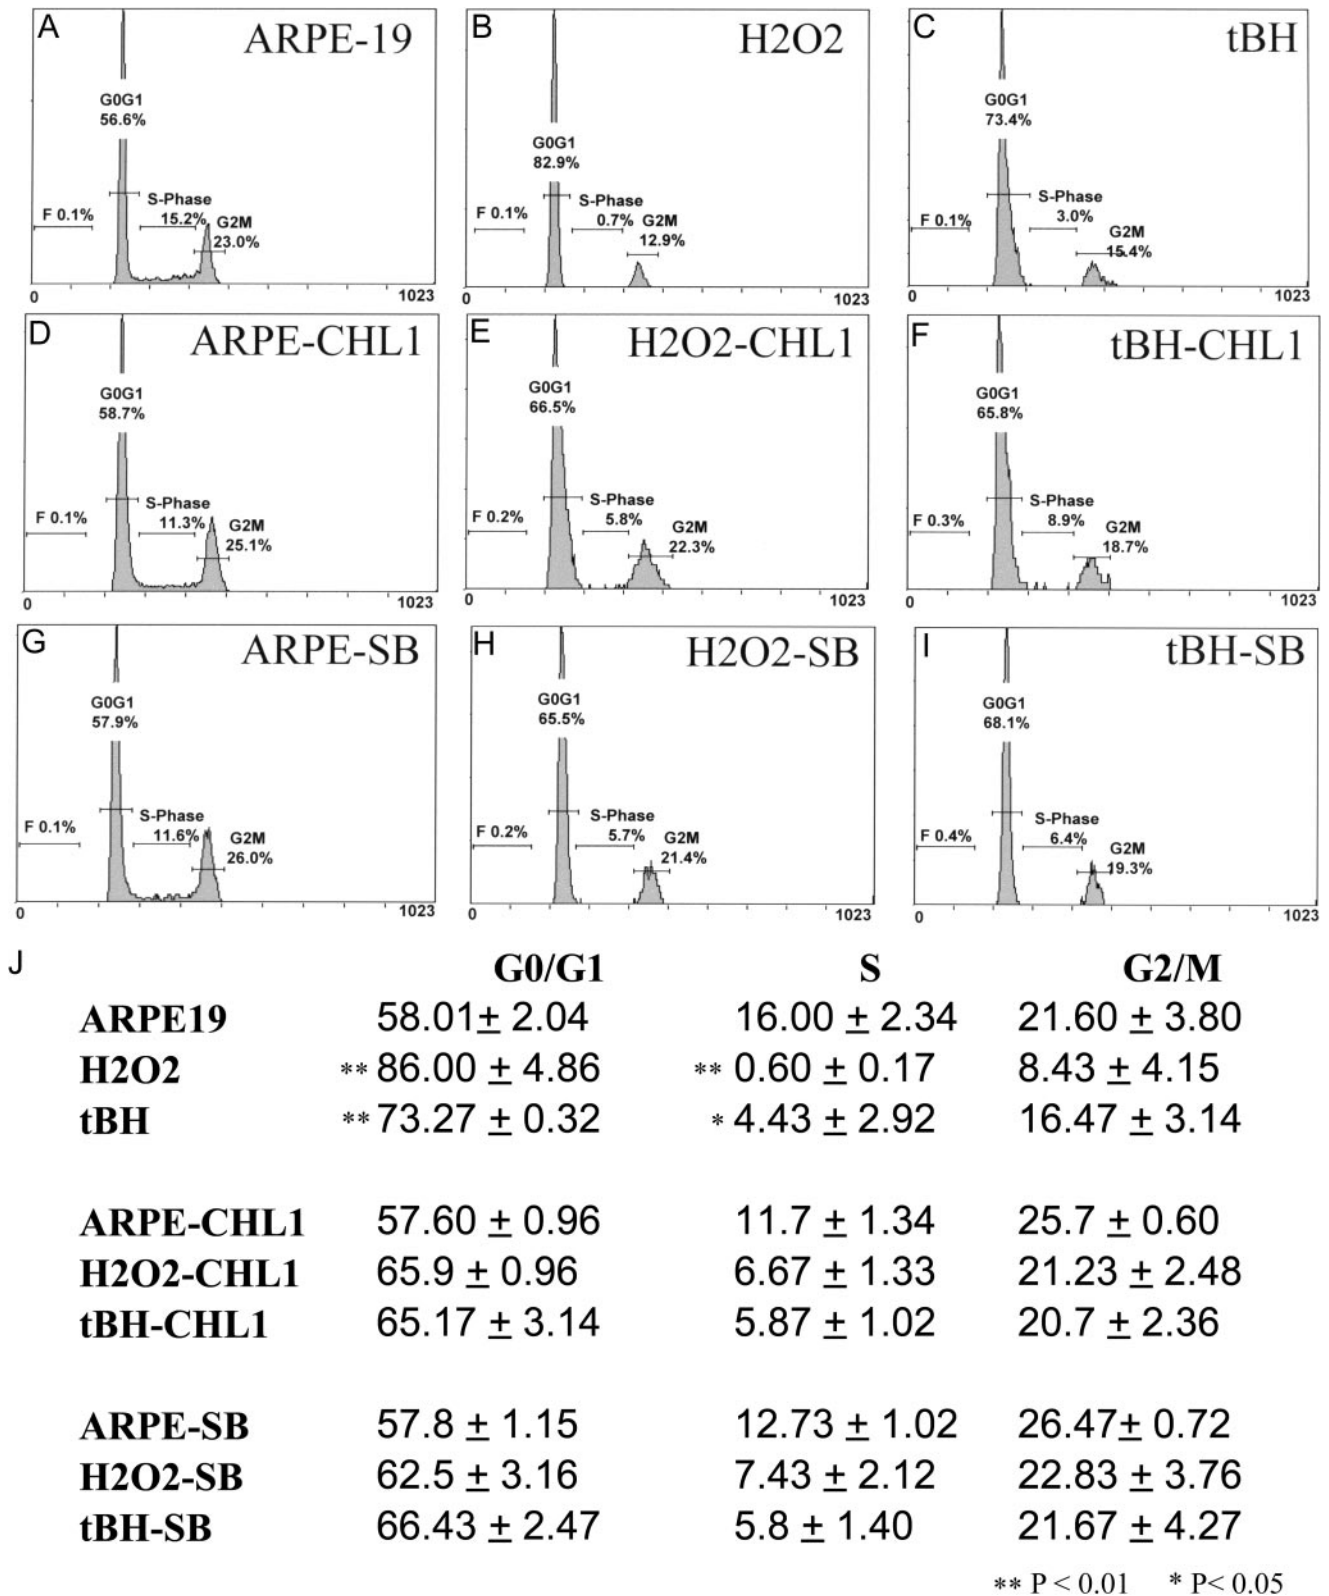 A
ARPE-19
G0G1
56.6%
S-Phase
15.2%
G2M
23.0%
F 0.1%
0
1023
B
H2O2
G0G1
82.9%
S-Phase
0.7%
G2M
12.9%
F 0.1%
0
1023
C
tBH
G0G1
73.4%
S-Phase
3.0%
G2M
15.4%
F 0.1%
0
1023
D
ARPE-CHL1
G0G1
58.7%
S-Phase
11.3%
G2M
25.1%
F 0.1%
0
1023
E
H2O2-CHL1
G0G1
66.5%
S-Phase
5.8%
G2M
22.3%
F 0.2%
0
1023
F
tBH-CHL1
G0G1
65.8%
S-Phase
8.9%
G2M
18.7%
F 0.3%
0
1023
G
ARPE-SB
G0G1
57.9%
S-Phase
11.6%
G2M
26.0%
F 0.1%
0
1023
H
H2O2-SB
G0G1
65.5%
S-Phase
5.7%
G2M
21.4%
F 0.2%
0
1023
I
tBH-SB
G0G1
68.1%
S-Phase
6.4%
G2M
19.3%
F 0.4%
0
1023
J
G0/G1 S G2/M
ARPE19 58.01± 2.04 16.00 ± 2.34 21.60 ± 3.80
H2O2 **86.00 ± 4.86 **0.60 ± 0.17 8.43 ± 4.15
tBH **73.27 ± 0.32 *4.43 ± 2.92 16.47 ± 3.14
ARPE-CHL1 57.60 ± 0.96 11.7 ± 1.34 25.7 ± 0.60
H2O2-CHL1 65.9 ± 0.96 6.67 ± 1.33 21.23 ± 2.48
tBH-CHL1 65.17 ± 3.14 5.87 ± 1.02 20.7 ± 2.36
ARPE-SB 57.8 ± 1.15 12.73 ± 1.02 26.47± 0.72
H2O2-SB 62.5 ± 3.16 7.43 ± 2.12 22.83 ± 3.76
tBH-SB 66.43 ± 2.47 5.8 ± 1.40 21.67 ± 4.27
** P < 0.01 * P< 0.05